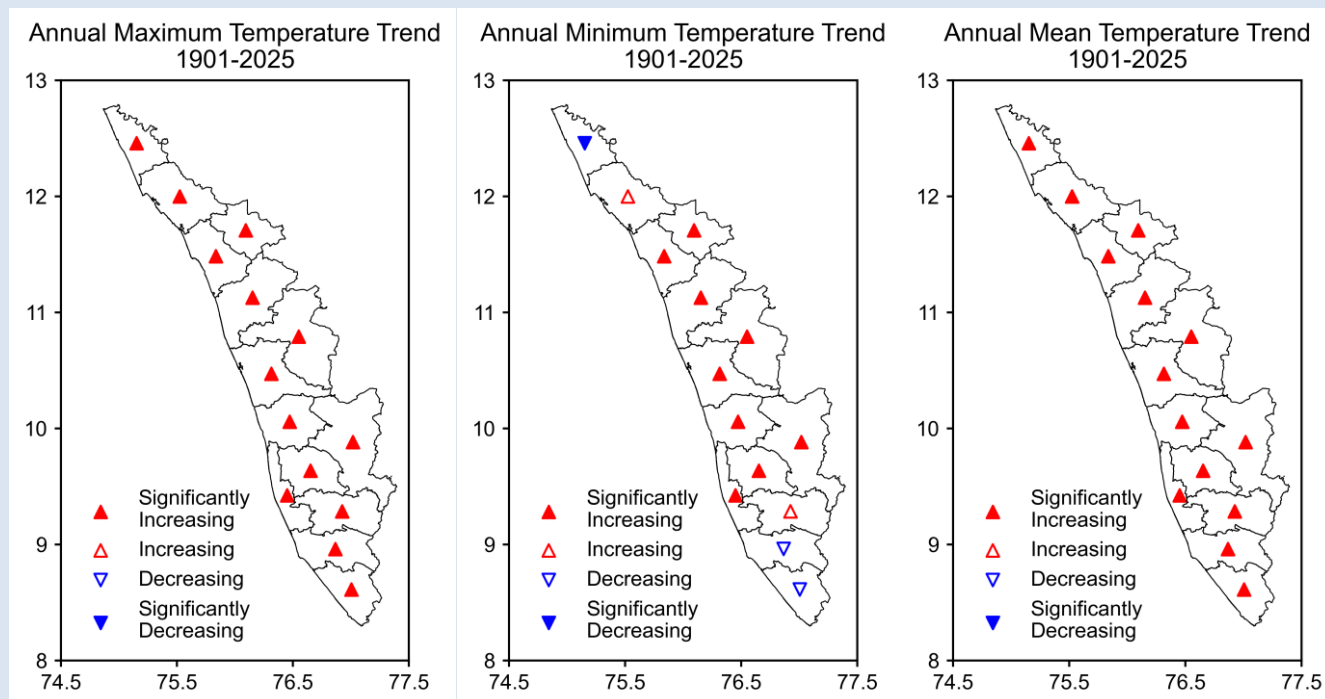 Annual Maximum Temperature Trend
1901-2025
13
12
11
10
9
8
74.5 75.5 76.5 77.5
Significantly
Increasing
Increasing
Decreasing
Significantly
Decreasing
Annual Minimum Temperature Trend
1901-2025
13
12
11
10
9
8
74.5 75.5 76.5 77.5
Significantly
Increasing
Increasing
Decreasing
Significantly
Decreasing
Annual Mean Temperature Trend
1901-2025
13
12
11
10
9
8
74.5 75.5 76.5 77.5
Significantly
Increasing
Increasing
Decreasing
Significantly
Decreasing